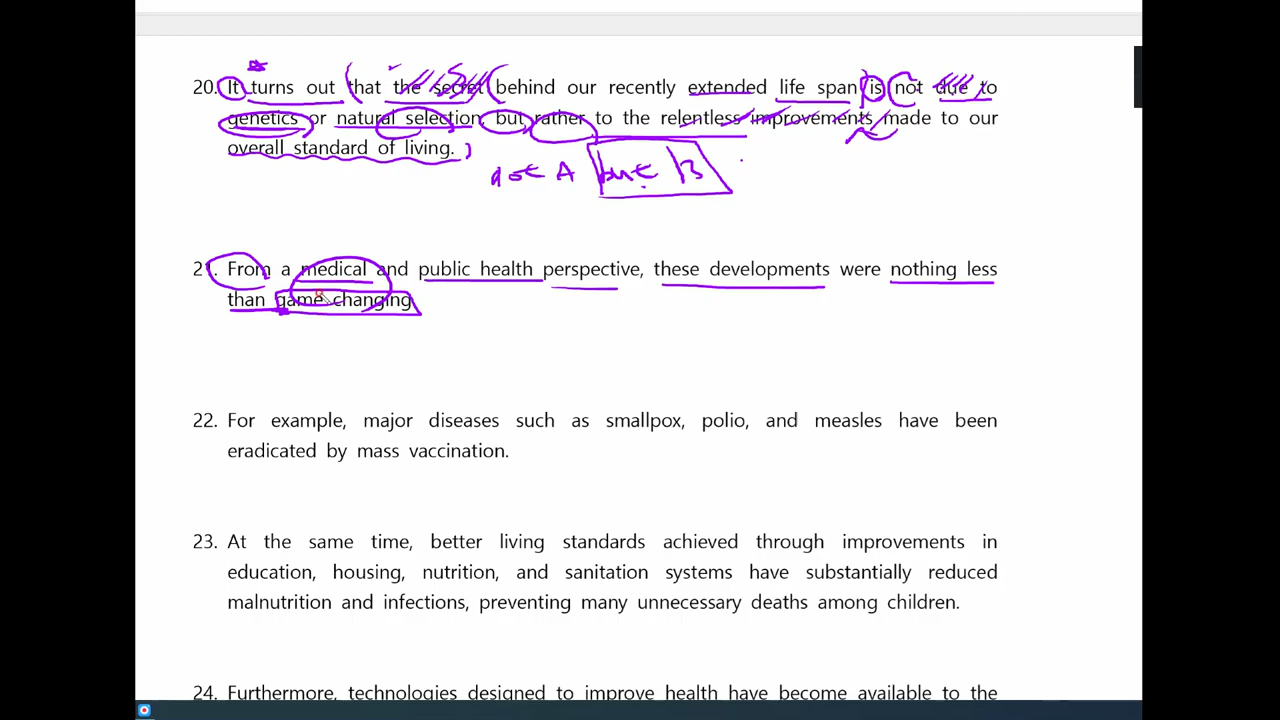 20. It turns out that the secret behind our recently extended life span is not due to
genetics or natural selection, but rather to the relentless improvements made to our
overall standard of living.
not A but B
21. From a medical and public health perspective, these developments were nothing less
than game changing.
22. For example, major diseases such as smallpox, polio, and measles have been
eradicated by mass vaccination.
23. At the same time, better living standards achieved through improvements in
education, housing, nutrition, and sanitation systems have substantially reduced
malnutrition and infections, preventing many unnecessary deaths among children.
24. Furthermore, technologies designed to improve health have become available to the